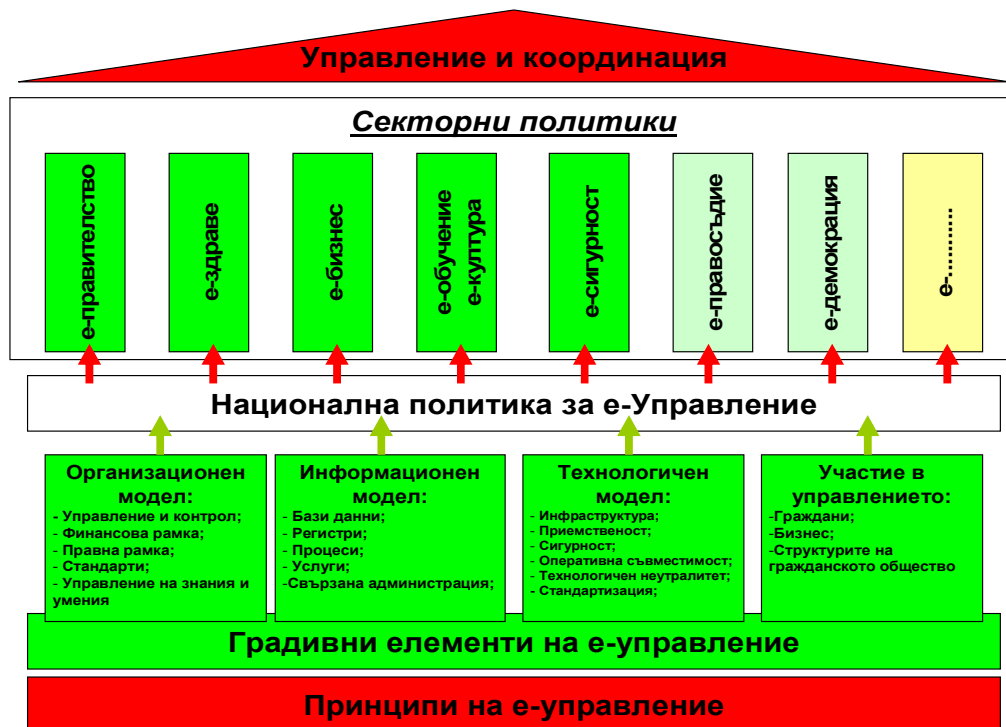 Управление и координация
Секторни политики
е-правителство
е-здраве
е-бизнес
е-обучение
е-култура
е-сигурност
е-правосъдие
е-демокрация
е-...........
Национална политика за е-Управление
Организационен
модел:
- Управление и контрол;
- Финансова рамка;
- Правна рамка;
- Стандарти;
- Управление на знания и
умения
Информационен
модел:
- Бази данни;
- Регистри;
- Процеси;
- Услуги;
-Свързана администрация;
Технологичен
модел:
- Инфраструктура;
- Приемственост;
- Сигурност;
- Оперативна съвместимост;
- Технологичен неутралитет;
- Стандартизация;
Участие в
управлението:
-Граждани;
-Бизнес;
-Структурите на
гражданското общество
Градивни елементи на е-управление
Принципи на е-управление